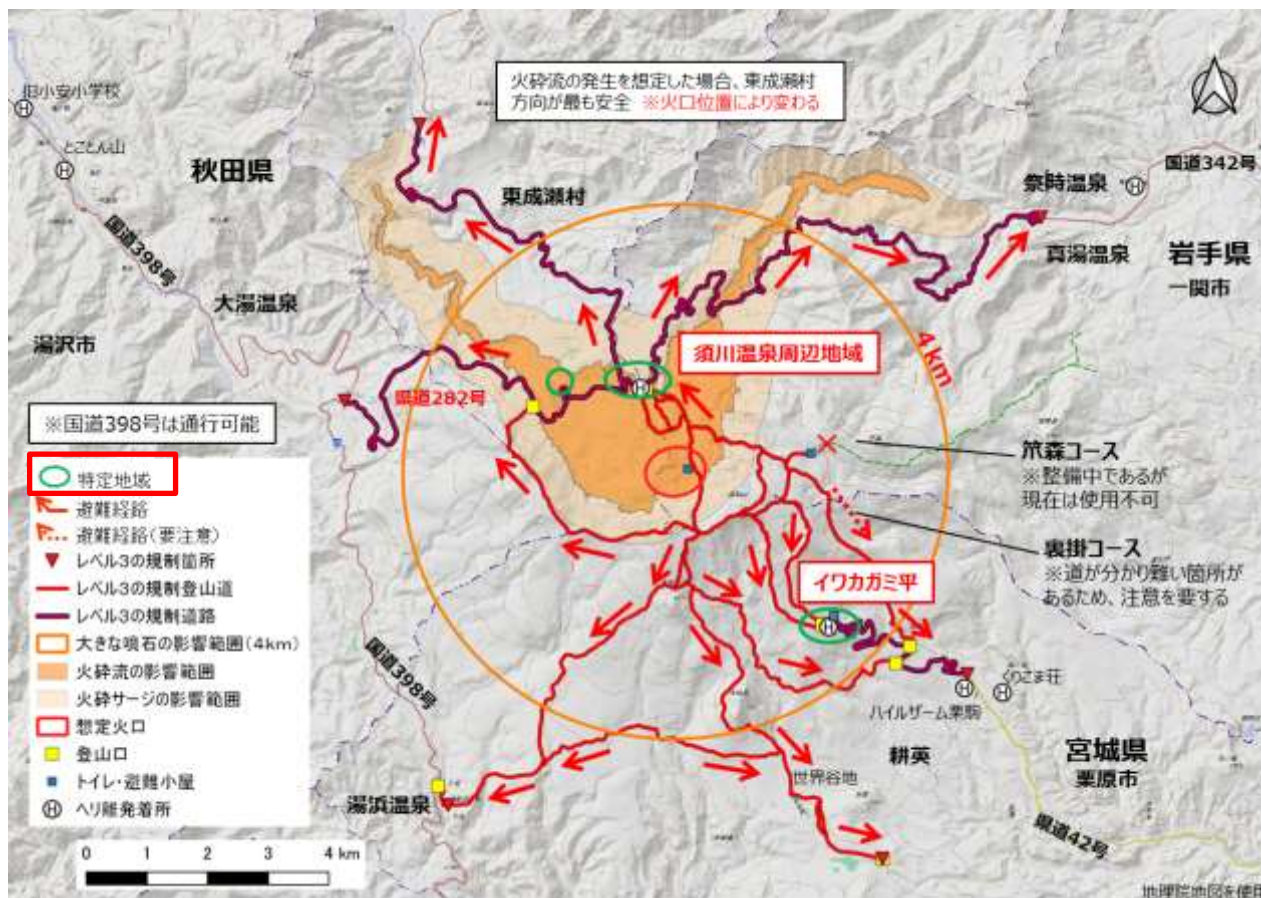 火砕流の発生を想定した場合、東成瀬村
方向が最も安全 ※火口位置により変わる
旧小安小学校
とことん山
秋田県
東成瀬村
国道342号
祭畤温泉
真湯温泉
岩手県
一関市
国道398号
大湯温泉
湯沢市
須川温泉周辺地域
4km
県道282号
※国道398号は通行可能
特定地域
避難経路
避難経路(要注意)
レベル3の規制箇所
レベル3の規制登山道
レベル3の規制道路
大きな噴石の影響範囲(4km)
火砕流の影響範囲
火砕サージの影響範囲
想定火口
登山口
トイレ・避難小屋
ヘリ離発着所
笊森コース
※整備中であるが
現在は使用不可
裏掛コース
※道が分かり難い箇所が
あるため、注意を要する
イワカガミ平
国道398号
くりこま荘
ハイルザーム栗駒
耕英
宮城県
栗原市
世界谷地
湯浜温泉
県道42号
0 1 2 3 4 km
地理院地図を使用